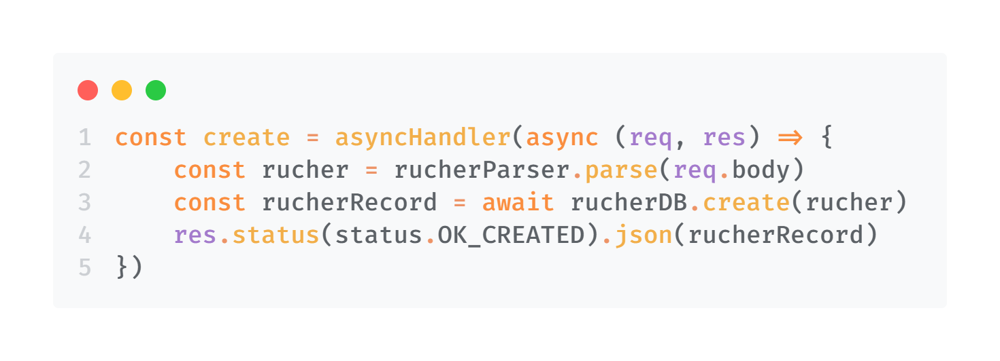 1 const create = asyncHandler(async (req, res) => {
2     const rucher = rucherParser.parse(req.body)
3     const rucherRecord = await rucherDB.create(rucher)
4     res.status(status.OK_CREATED).json(rucherRecord)
5 })